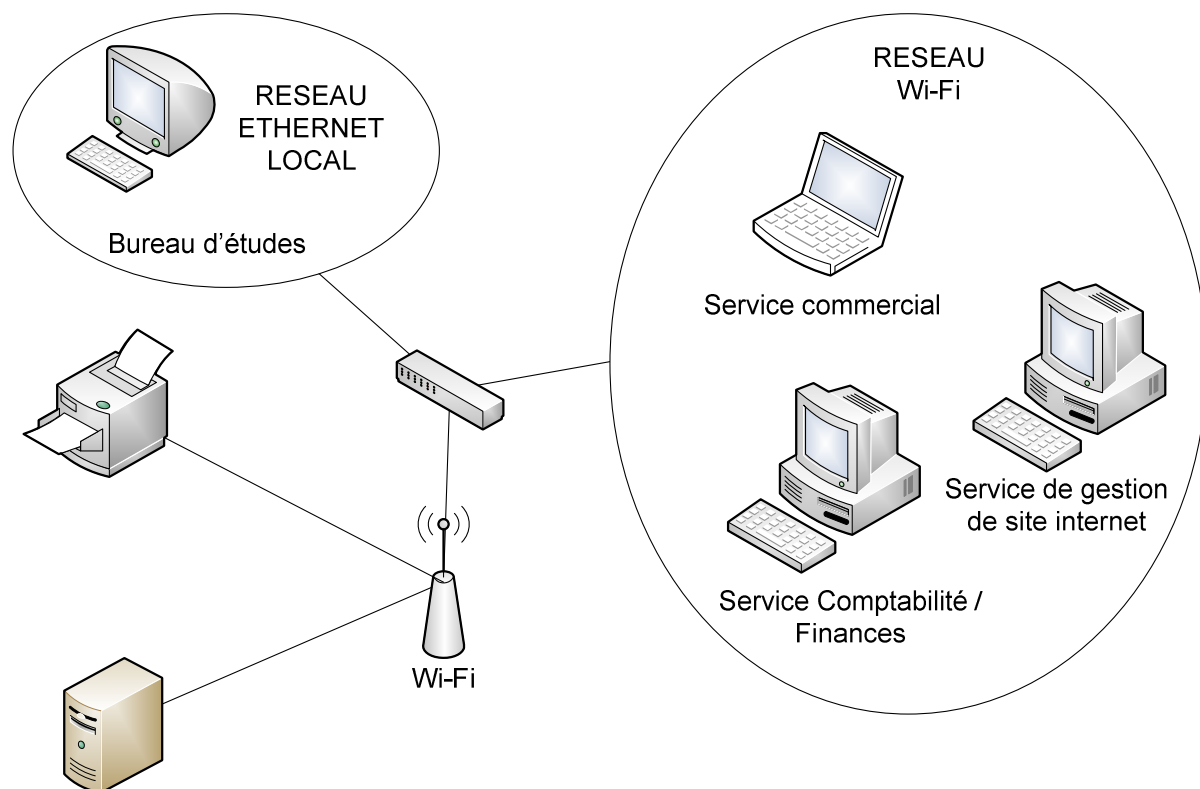 RESEAU
ETHERNET
LOCAL
Bureau d'études
RESEAU
Wi-Fi
Service commercial
Service de gestion
de site internet
Service Comptabilité /
Finances
Wi-Fi